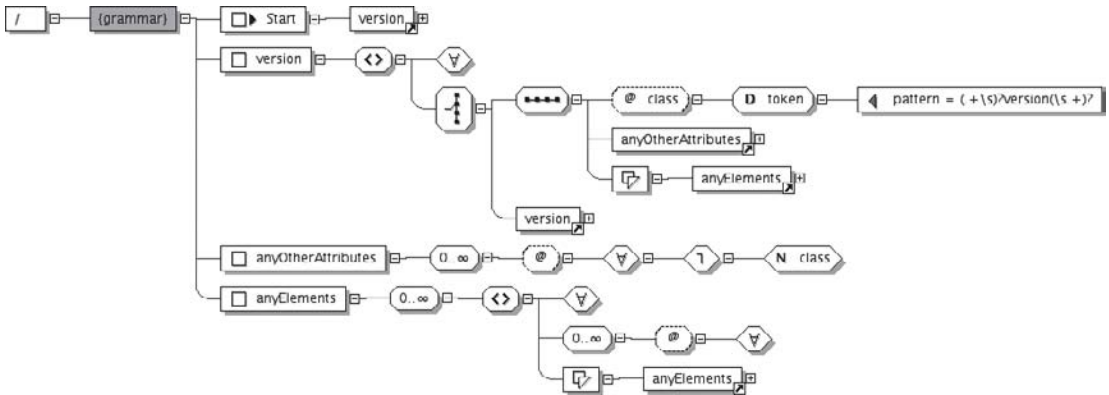 / {grammar} Start version
version <> ∀
@ class D token pattern = ( +\s)?version(\s +)?
anyOtherAttributes
anyElements
version
anyOtherAttributes 0..∞ @ ∀ ℸ N class
anyElements 0..∞ <> ∀
0..∞ @ ∀
anyElements